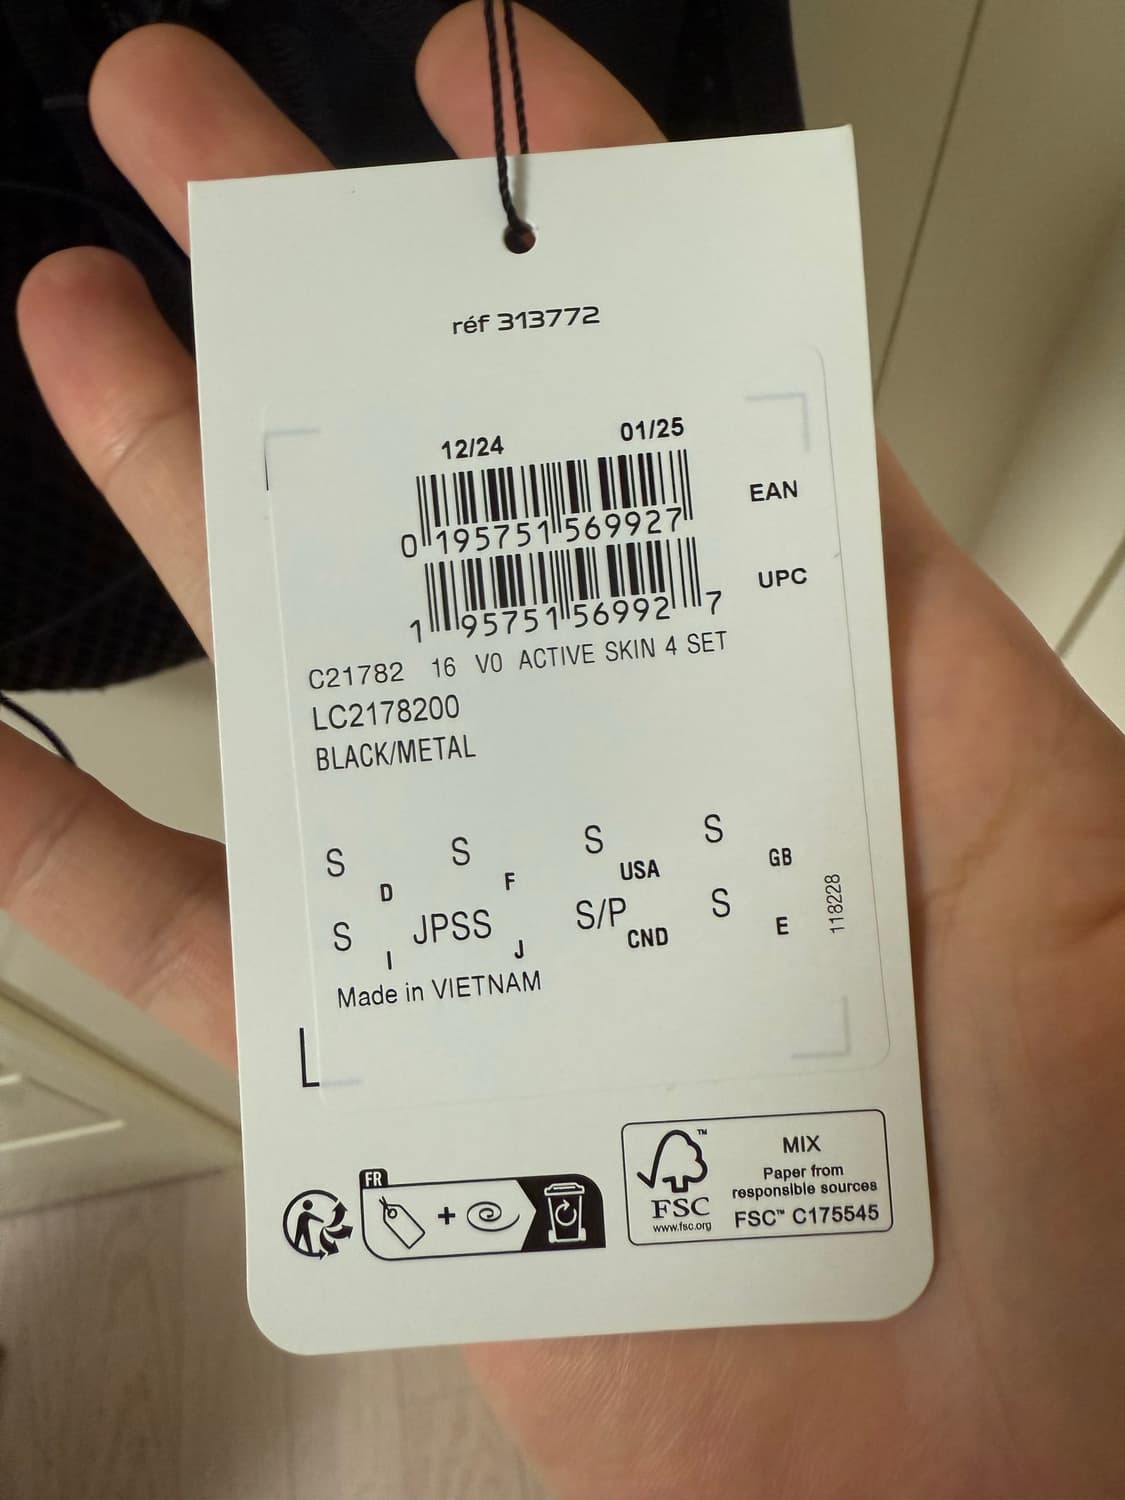 réf 313772
12/24 01/25
0 195751 569927
EAN
1 95751 56992 7
UPC
C21782 16 V0 ACTIVE SKIN 4 SET
LC2178200
BLACK/METAL
S D S F S USA S GB
S I JPSS J S/P CND S E
118228
Made in VIETNAM
FR
+
FSC™
www.fsc.org
MIX
Paper from
responsible sources
FSC™ C175545